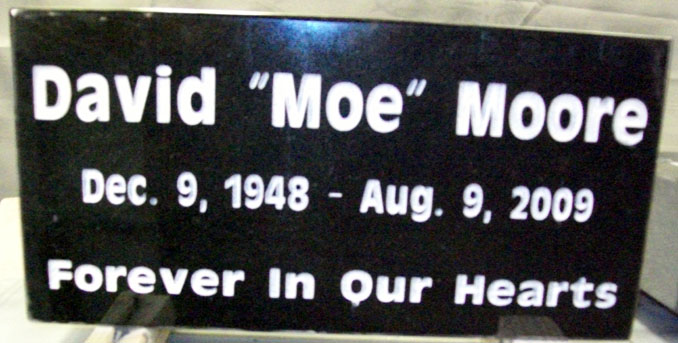 David "Moe" Moore
Dec. 9, 1948 - Aug. 9, 2009
Forever In Our Hearts